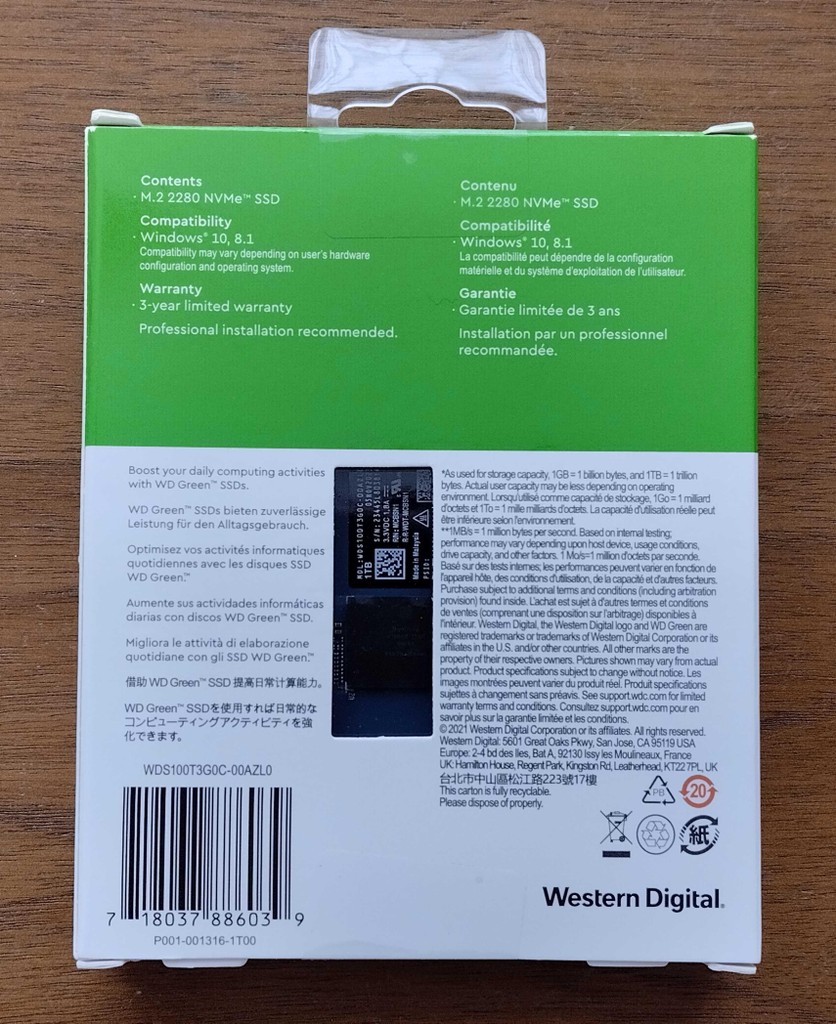 Contents
· M.2 2280 NVMe™ SSD
Compatibility
· Windows® 10, 8.1
Compatibility may vary depending on user's hardware
configuration and operating system.
Warranty
· 3-year limited warranty
Professional installation recommended.
Contenu
· M.2 2280 NVMe™ SSD
Compatibilité
· Windows® 10, 8.1
La compatibilité peut dépendre de la configuration
matérielle et du système d'exploitation de l'utilisateur.
Garantie
· Garantie limitée de 3 ans
Installation par un professionnel
recommandée.
Boost your daily computing activities
with WD Green™ SSDs.
WD Green™ SSDs bieten zuverlässige
Leistung für den Alltagsgebrauch.
Optimisez vos activités informatiques
quotidiennes avec les disques SSD
WD Green.™
Aumente sus actividades informáticas
diarias con discos WD Green™ SSD.
Migliora le attività di elaborazione
quotidiane con gli SSD WD Green.™
借助 WD Green™ SSD 提高日常计算能力。
WD Green™ SSDを使用すれば日常的な
コンピューティングアクティビティを強
化できます。
WDS100T3G0C-00AZL0
7 18037 88603 9
P001-001316-1T00
MDL:WDS100T3G0C-00AZL
3.3VDC 1.8A
R/N: MCBSN1
R-R-WDT-MCBSN1
1TB
Made in Malaysia
PSID:
*As used for storage capacity, 1GB = 1 billion bytes, and 1TB = 1 trillion
bytes. Actual user capacity may be less depending on operating
environment. Lorsqu'utilisé comme capacité de stockage, 1Go = 1 milliard
d'octets et 1To = 1 mille milliards d'octets. La capacité d'utilisation réelle peut
être inférieure selon l'environnement.
**1MB/s = 1 million bytes per second. Based on internal testing;
performance may vary depending upon host device, usage conditions,
drive capacity, and other factors. 1 Mo/s=1 million d'octets par seconde.
Basé sur des tests internes; les performances peuvent varier en fonction de
l'appareil hôte, des conditions d'utilisation, de la capacité et d'autres facteurs.
Purchase subject to additional terms and conditions (including arbitration
provision) found inside. L'achat est sujet à d'autres termes et conditions
de ventes (comprenant une disposition sur l'arbitrage) disponibles à
l'intérieur. Western Digital, the Western Digital logo and WD Green are
registered trademarks or trademarks of Western Digital Corporation or its
affiliates in the U.S. and/or other countries. All other marks are the
property of their respective owners. Pictures shown may vary from actual
product. Product specifications subject to change without notice. Les
images montrées peuvent varier du produit réel. Produit specifications
sujettes à changement sans préavis. See support.wdc.com for limited
warranty terms and conditions. Consultez support.wdc.com pour en
savoir plus sur la garantie limitée et les conditions.
© 2021 Western Digital Corporation or its affiliates. All rights reserved.
Western Digital: 5601 Great Oaks Pkwy, San Jose, CA 95119 USA
Europe: 2-4 bd des Iles, Bat A, 92130 Issy les Moulineaux, France
UK: Hamilton House, Regent Park, Kingston Rd, Leatherhead, KT22 7PL, UK
台北市中山區松江路223號17樓
This carton is fully recyclable.
Please dispose of properly.
PB
20
紙
Western Digital®